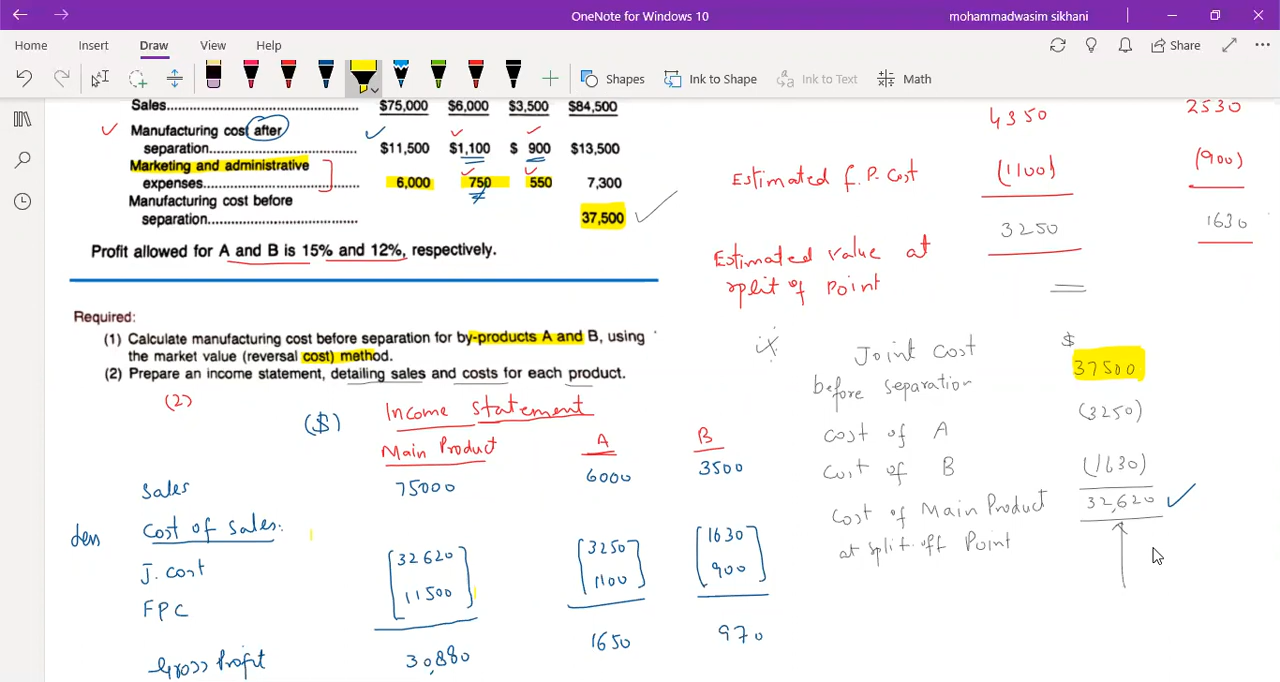 OneNote for Windows 10
mohammadwasim sikhani
Home Insert Draw View Help
Share
Shapes
Ink to Shape
Ink to Text
Math
Sales $75,000 $6,000 $3,500 $84,500
Manufacturing cost after
separation $11,500 $1,100 $ 900 $13,500
Marketing and administrative
expenses 6,000 750 550 7,300
Manufacturing cost before
separation 37,500
Profit allowed for A and B is 15% and 12%, respectively.
Required:
(1) Calculate manufacturing cost before separation for by-products A and B, using
the market value (reversal cost) method.
(2) Prepare an income statement, detailing sales and costs for each product.
4350 2530
Estimated F.P. Cost (1100) (900)
3250 1630
Estimated value at
split of Point
Joint Cost $
before separation 37500
Cost of A (3250)
Cost of B (1630)
Cost of Main Product 32,620
at split off Point
(2)
($) Income Statement
Main Product A B
Sales 75000 6000 3500
Less Cost of Sales.
J. Cost 32620 3250 1630
FPC 11500 1100 900
Gross Profit 30,880 1650 970